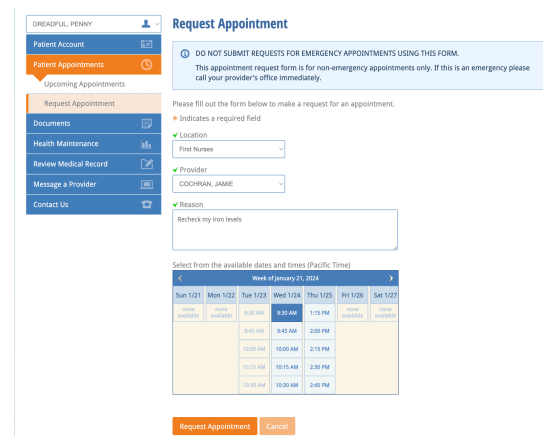 DREADFUL, PENNY
Patient Account
Patient Appointments
Upcoming Appointments
Request Appointment
Documents
Health Maintenance
Review Medical Record
Message a Provider
Contact Us
Request Appointment
DO NOT SUBMIT REQUESTS FOR EMERGENCY APPOINTMENTS USING THIS FORM.
This appointment request form is for non-emergency appointments only. If this is an emergency please
call your provider's office immediately.
Please fill out the form below to make a request for an appointment.
* Indicates a required field
Location
First Nurses
Provider
COCHRAN, JAMIE
Reason
Recheck my iron levels
Select from the available dates and times (Pacific Time)
Week of January 21, 2024
Sun 1/21 Mon 1/22 Tue 1/23 Wed 1/24 Thu 1/25 Fri 1/26 Sat 1/27
none available none available 9:30 AM 9:30 AM 1:15 PM none available none available
9:45 AM 9:45 AM 2:00 PM
10:00 AM 10:00 AM 2:15 PM
10:15 AM 10:15 AM 2:30 PM
10:30 AM 10:30 AM 2:45 PM
Request Appointment Cancel